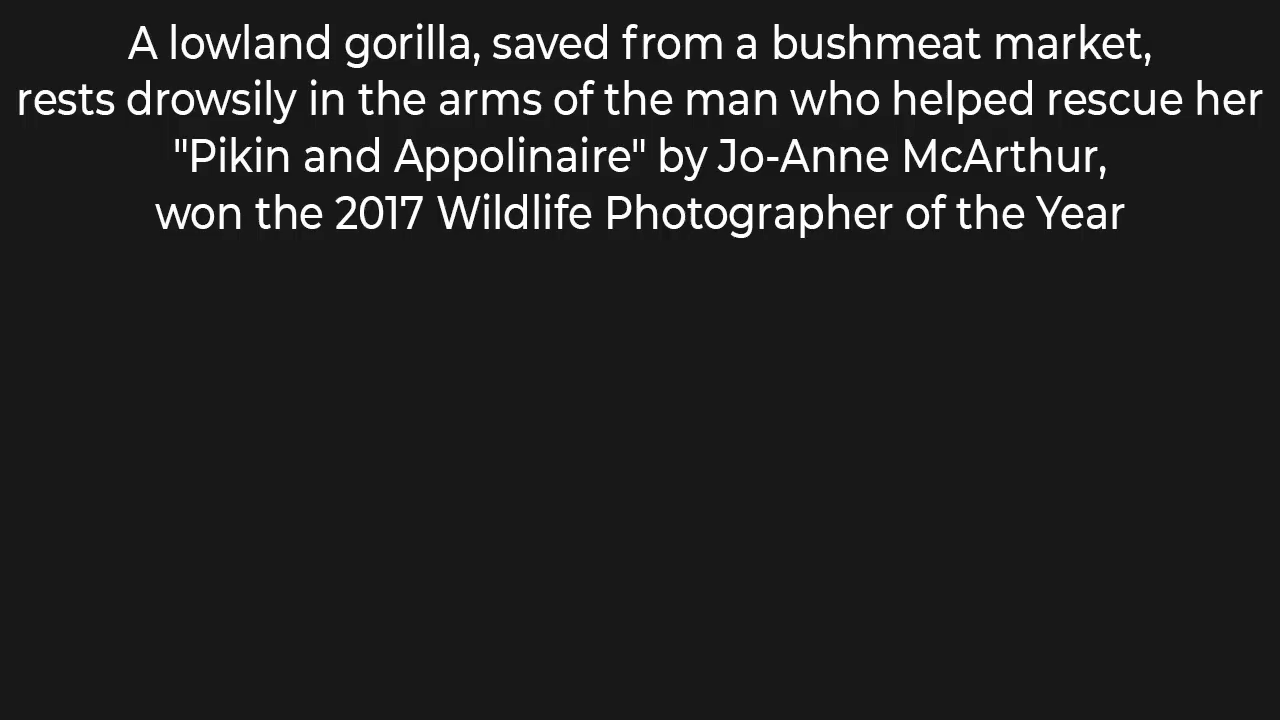 A lowland gorilla, saved from a bushmeat market,
rests drowsily in the arms of the man who helped rescue her
"Pikin and Appolinaire" by Jo-Anne McArthur,
won the 2017 Wildlife Photographer of the Year